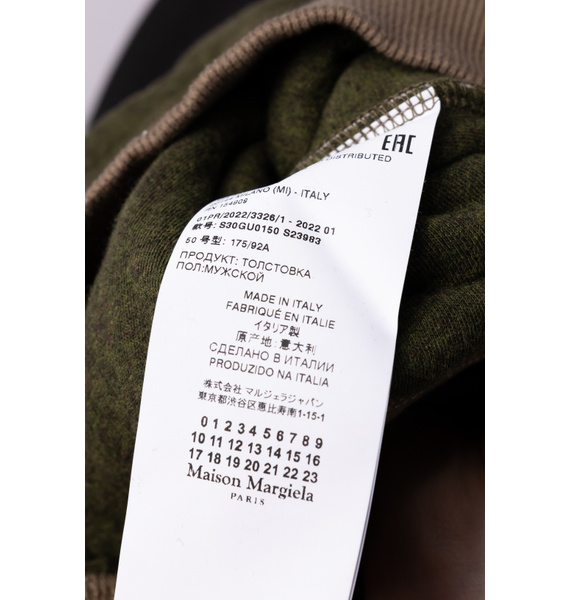 EAC
DISTRIBUTED
MILANO (MI) - ITALY
01PR/2022/3326/1 - 2022 01
款号: S30GU0150 S23983
50 号型: 175/92A
ПРОДУКТ: ТОЛСТОВКА
ПОЛ:МУЖСКОЙ
MADE IN ITALY
FABRIQUÉ EN ITALIE
イタリア製
原产地: 意大利
СДЕЛАНО В ИТАЛИИ
PRODUZIDO NA ITALIA
株式会社 マルジェラジャパン
東京都渋谷区恵比寿南1-15-1
0 1 2 3 4 5 6 7 8 9
10 11 12 13 14 15 16
17 18 19 20 21 22 23
Maison Margiela
PARIS